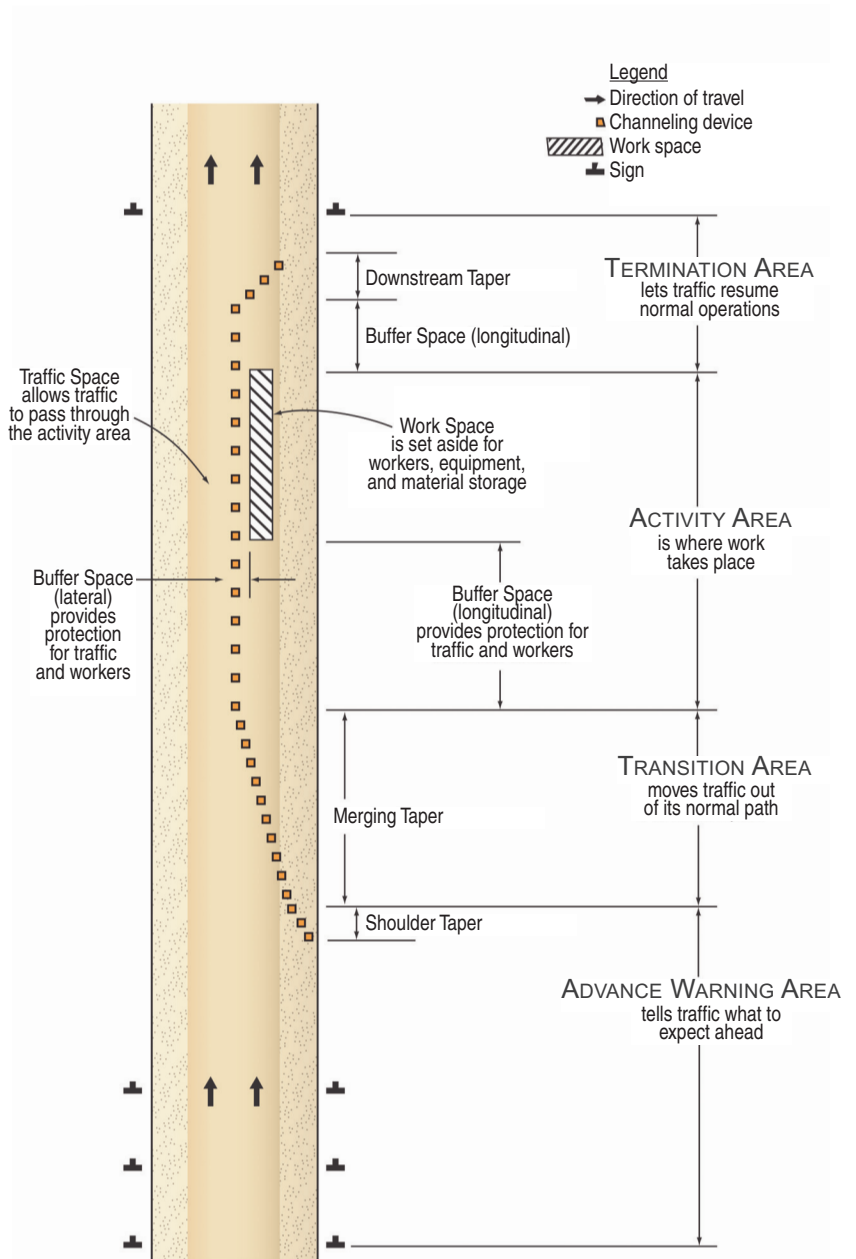 Legend
Direction of travel
Channeling device
Work space
Sign
TERMINATION AREA
lets traffic resume
normal operations
Downstream Taper
Buffer Space (longitudinal)
Traffic Space
allows traffic
to pass through
the activity area
Work Space
is set aside for
workers, equipment,
and material storage
ACTIVITY AREA
is where work
takes place
Buffer Space
(lateral)
provides
protection
for traffic
and workers
Buffer Space
(longitudinal)
provides protection for
traffic and workers
TRANSITION AREA
moves traffic out
of its normal path
Merging Taper
Shoulder Taper
ADVANCE WARNING AREA
tells traffic what to
expect ahead